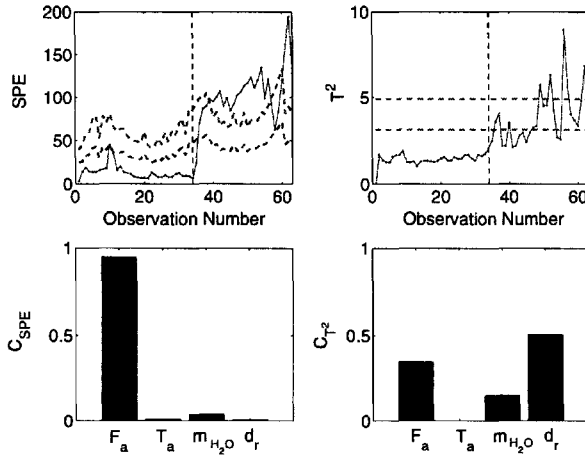 200
150
100
50
0
SPE
0 20 40 60
Observation Number
10
5
0
T²
0 20 40 60
Observation Number
1
0.5
0
C_SPE
F_a T_a m_H₂O d_r
1
0.5
0
C_T²
F_a T_a m_H₂O d_r